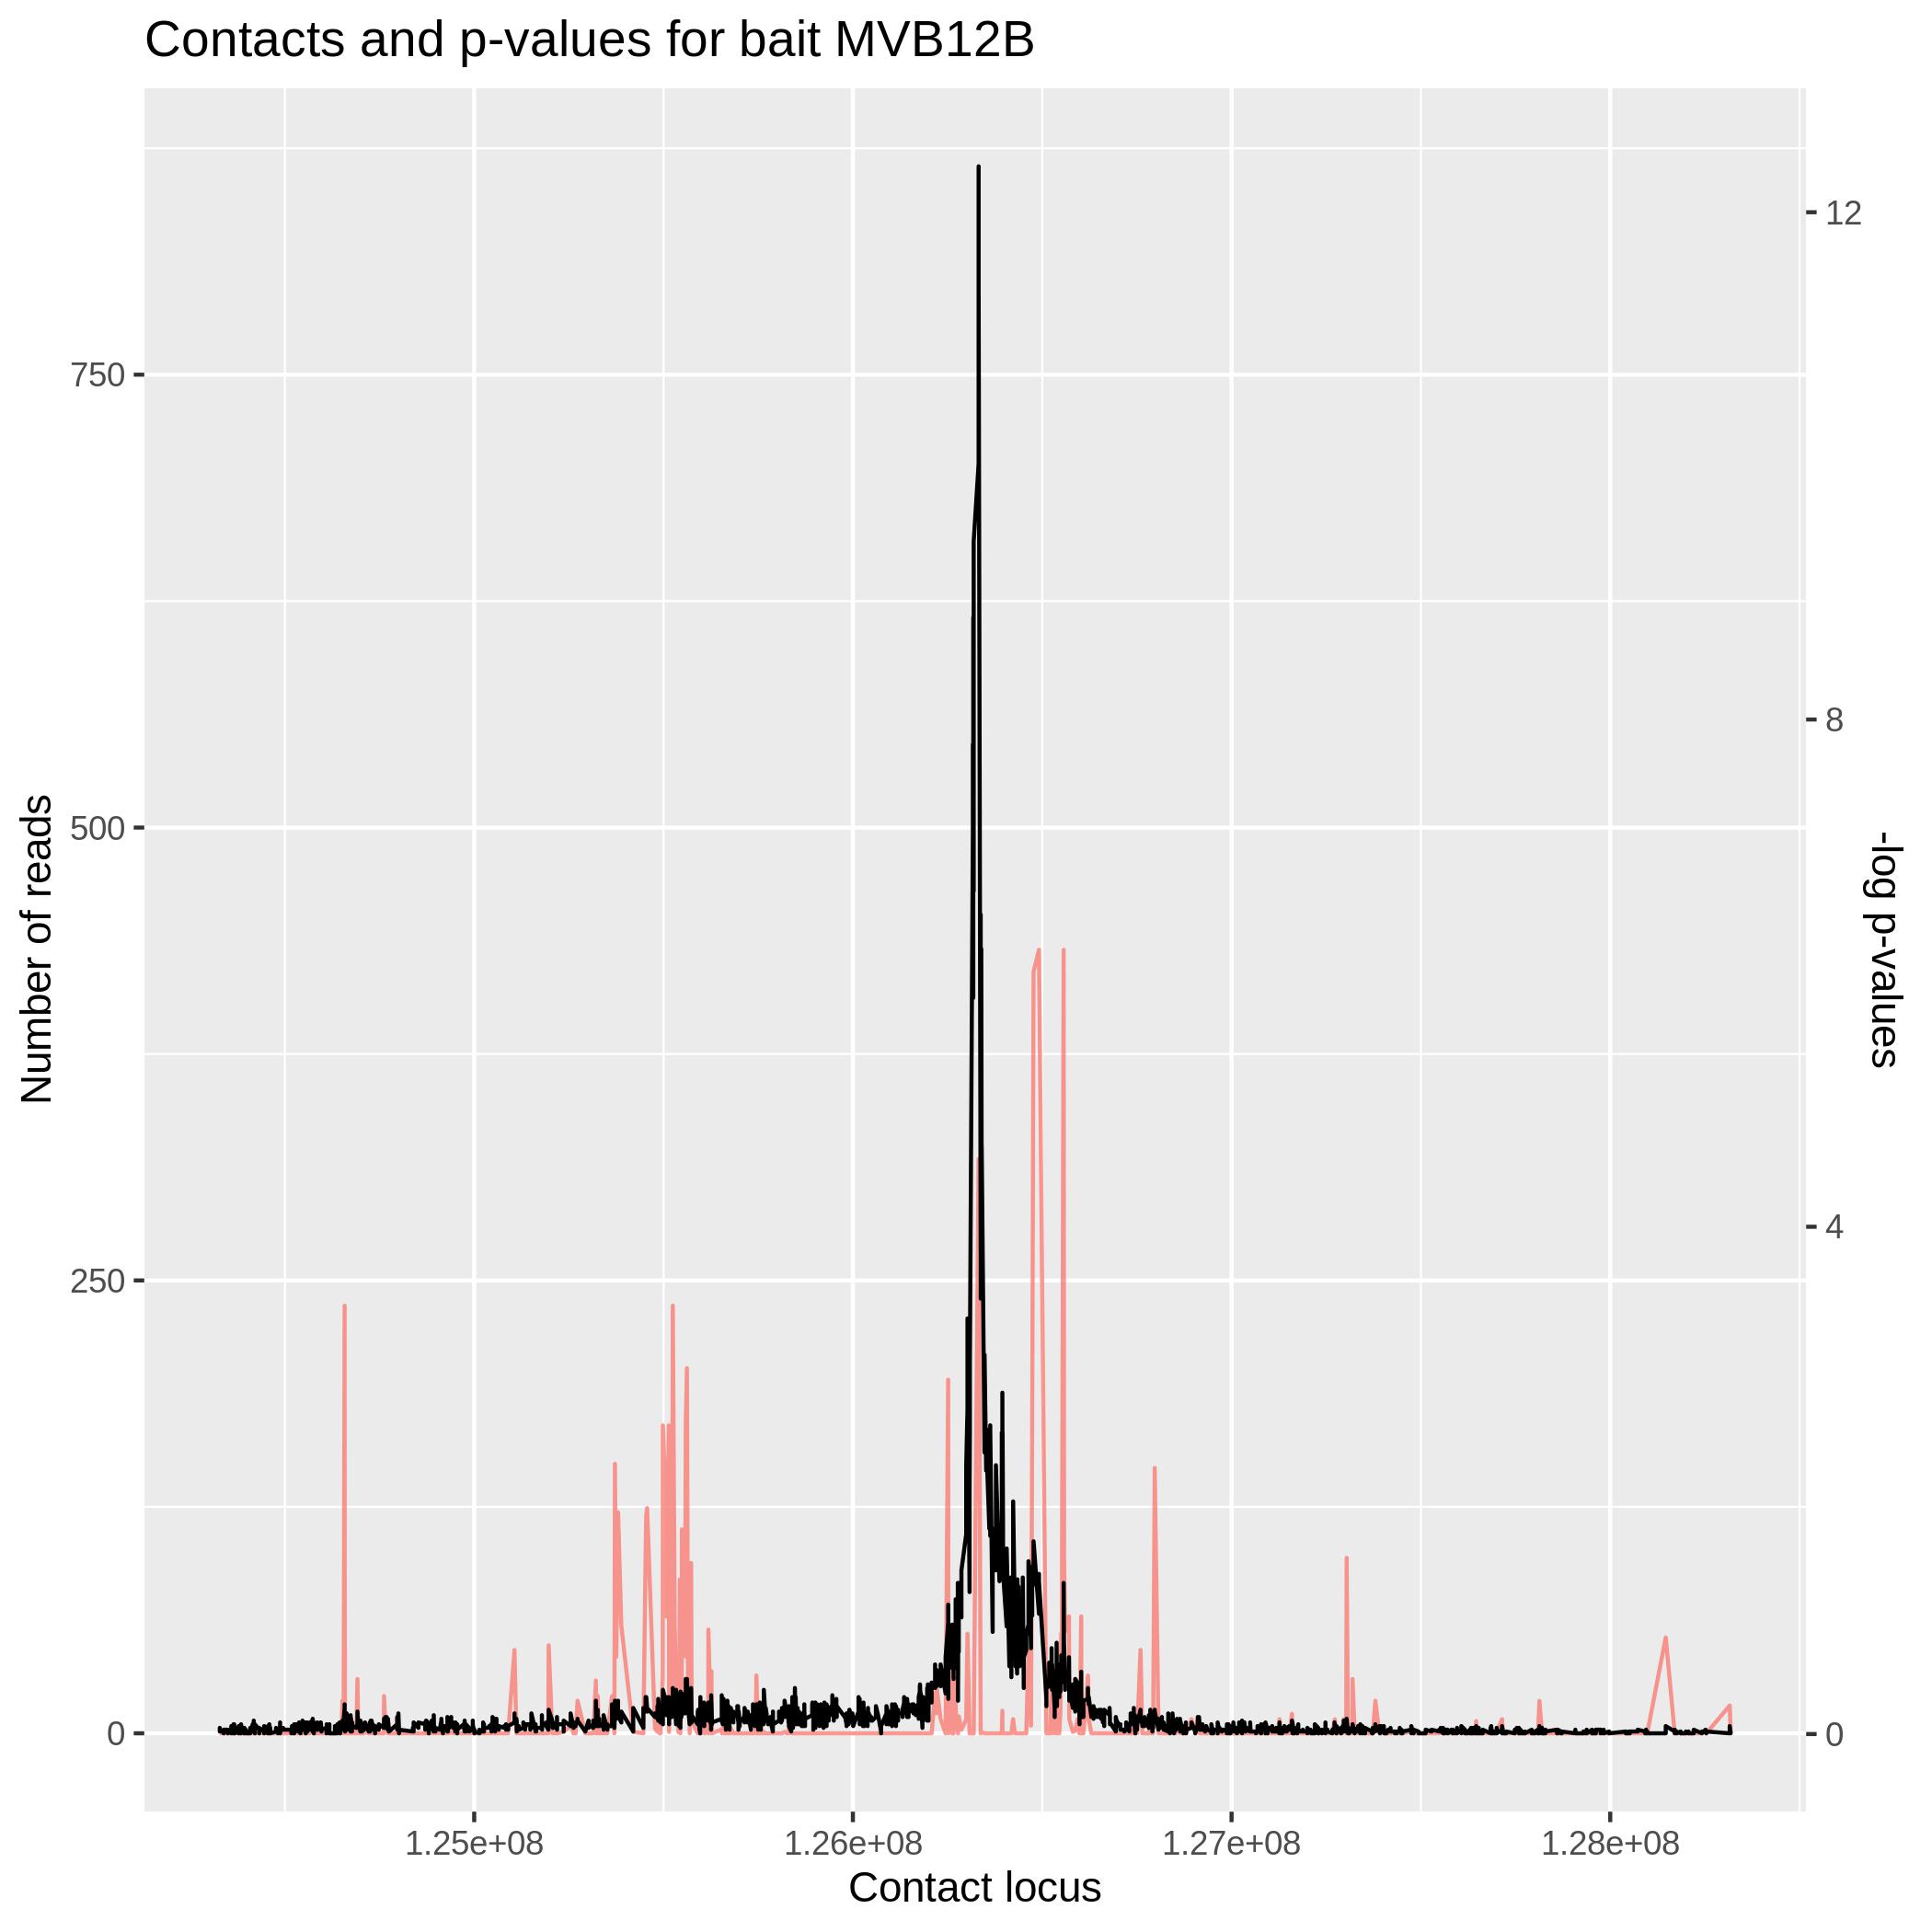 Contacts and p-values for bait MVB12B
Number of reads
750
500
250
0
12
8
4
0
-log p-values
1.25e+08
1.26e+08
1.27e+08
1.28e+08
Contact locus